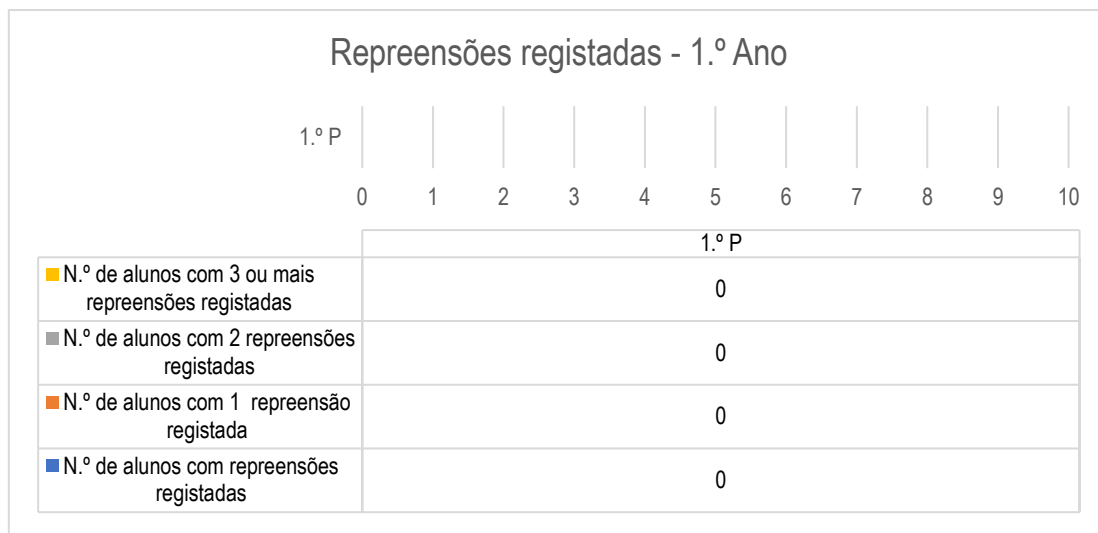 Repreensões registadas - 1.º Ano
1.º P
0 1 2 3 4 5 6 7 8 9 10
1.º P
N.º de alunos com 3 ou mais
repreensões registadas
0
N.º de alunos com 2 repreensões
registadas
0
N.º de alunos com 1  repreensão
registada
0
N.º de alunos com repreensões
registadas
0